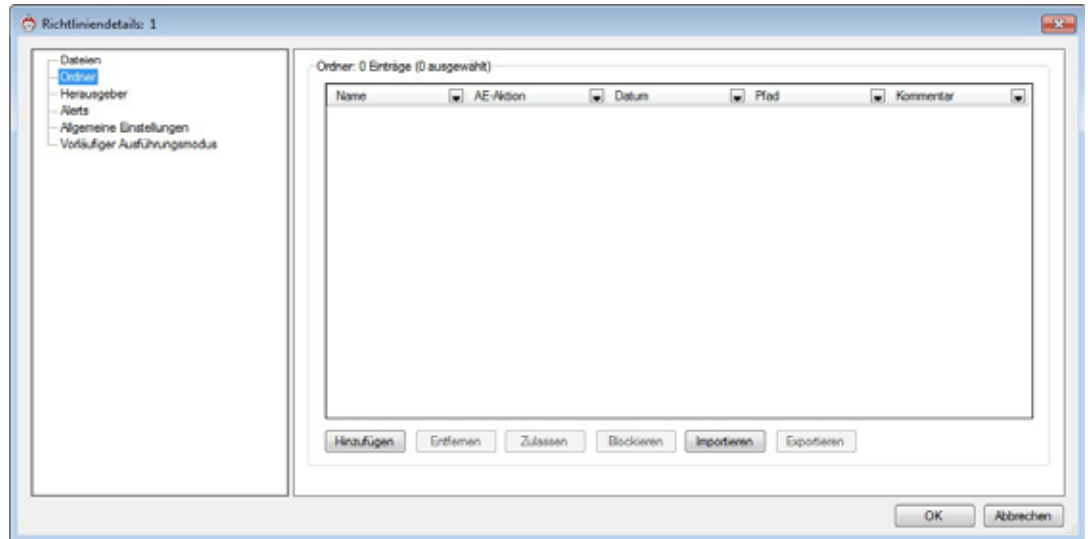 Richtliniendetails: 1
Dateien
Ordner
Herausgeber
Alerts
Allgemeine Einstellungen
Vorläufiger Ausführungsmodus
Ordner: 0 Einträge (0 ausgewählt)
Name AE-Aktion Datum Pfad Kommentar
Hinzufügen Entfernen Zulassen Blockieren Importieren Exportieren
OK Abbrechen